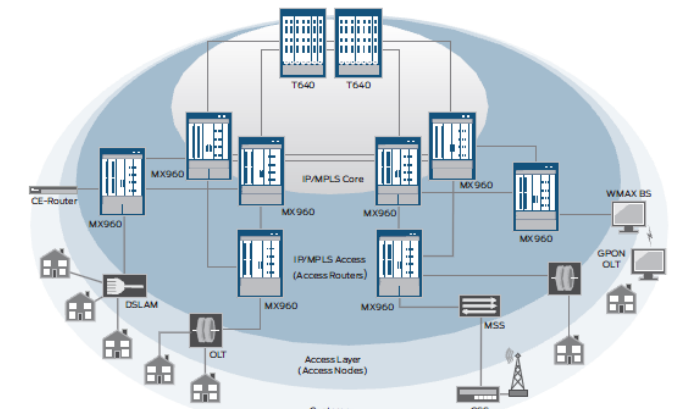 T640
T640
MX960
IP/MPLS Core
MX960
CE-Router
WMAX BS
MX960
MX960
MX960
MX960
GPON
OLT
IP/MPLS Access
(Access Routers)
DSLAM
MX960
MX960
MSS
OLT
Access Layer
(Access Nodes)